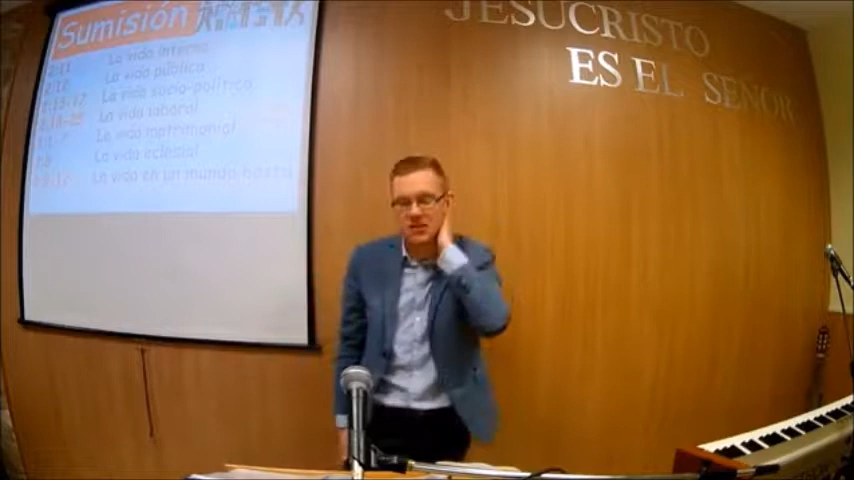 Sumisión
2:11 La vida interna
2:12 La vida pública
La vida socio-política
La vida laboral
La vida matrimonial
La vida eclesial
La vida en un mundo hostil
JESUCRISTO
ES EL SEÑOR